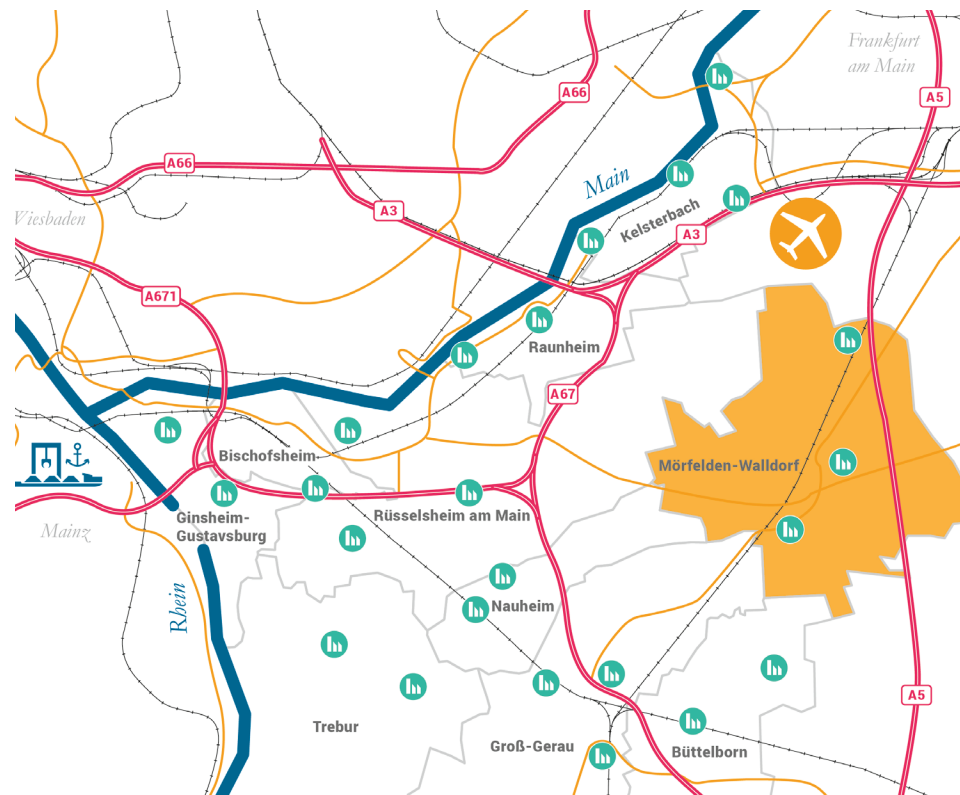 Frankfurt
am Main
A66
A5
A66
Main
Wiesbaden
A3
Kelsterbach
A3
A671
Raunheim
A67
Bischofsheim
Mörfelden-Walldorf
Ginsheim-
Gustavsburg
Rüsselsheim am Main
Mainz
Rhein
Nauheim
A5
Trebur
Groß-Gerau
Büttelborn